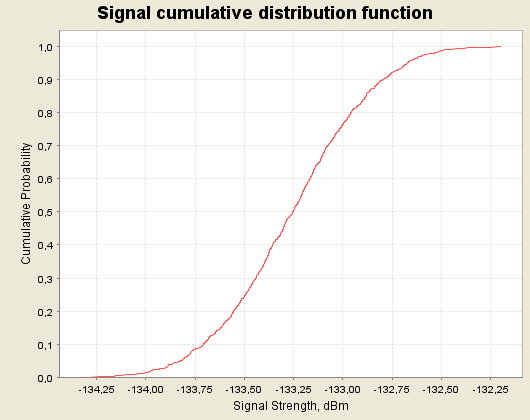 Signal cumulative distribution function
1,0
0,9
0,8
0,7
0,6
0,5
0,4
0,3
0,2
0,1
0,0
Cumulative Probability
-134,25 -134,00 -133,75 -133,50 -133,25 -133,00 -132,75 -132,50 -132,25
Signal Strength, dBm